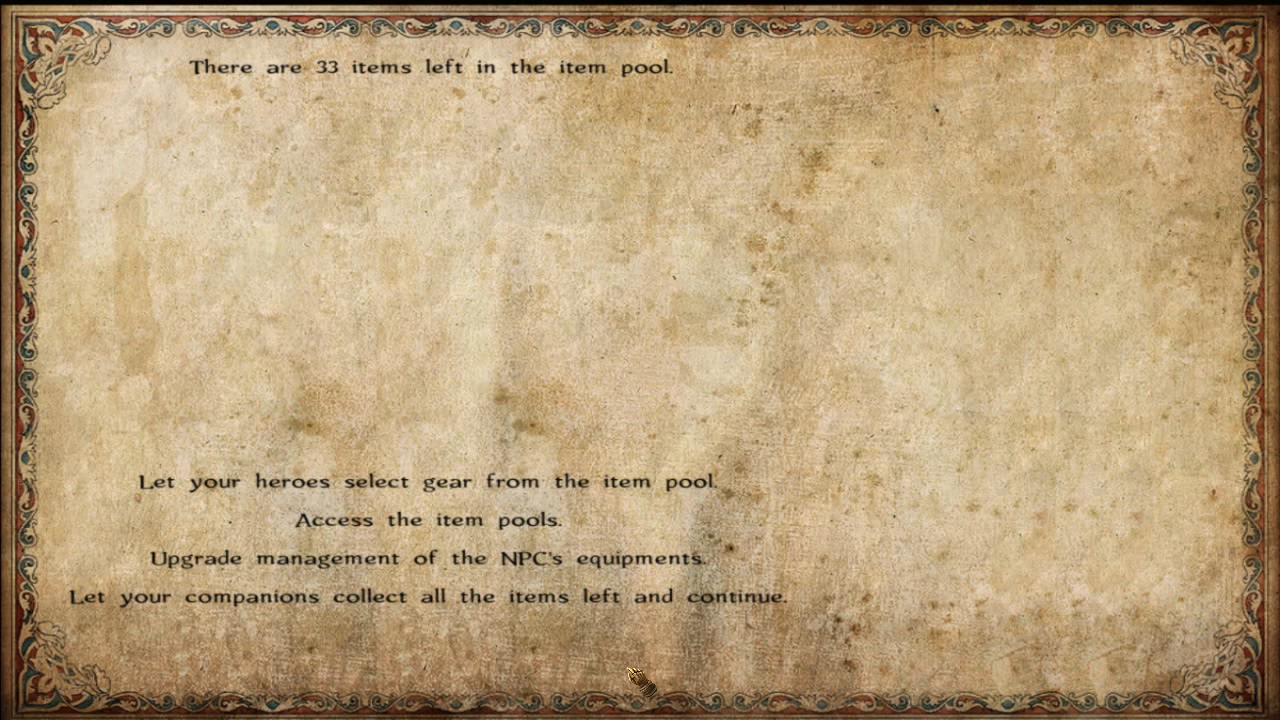 There are 33 items left in the item pool.
Let your heroes select gear from the item pool.
Access the item pools.
Upgrade management of the NPC's equipments.
Let your companions collect all the items left and continue.